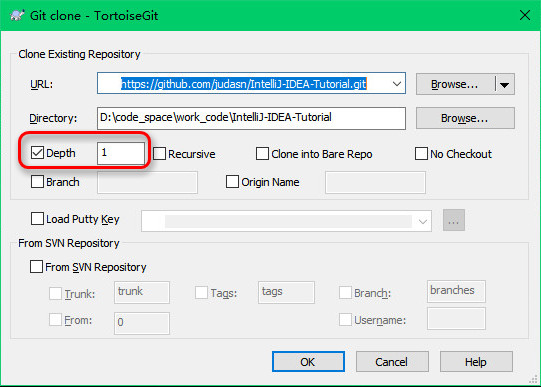 Git clone - TortoiseGit
Clone Existing Repository
URL: https://github.com/judasn/IntelliJ-IDEA-Tutorial.git Browse...
Directory: D:\code_space\work_code\IntelliJ-IDEA-Tutorial Browse...
Depth 1 Recursive Clone into Bare Repo No Checkout
Branch Origin Name
Load Putty Key ...
From SVN Repository
From SVN Repository
Trunk: trunk Tags: tags Branch: branches
From: 0 Username:
OK Cancel Help